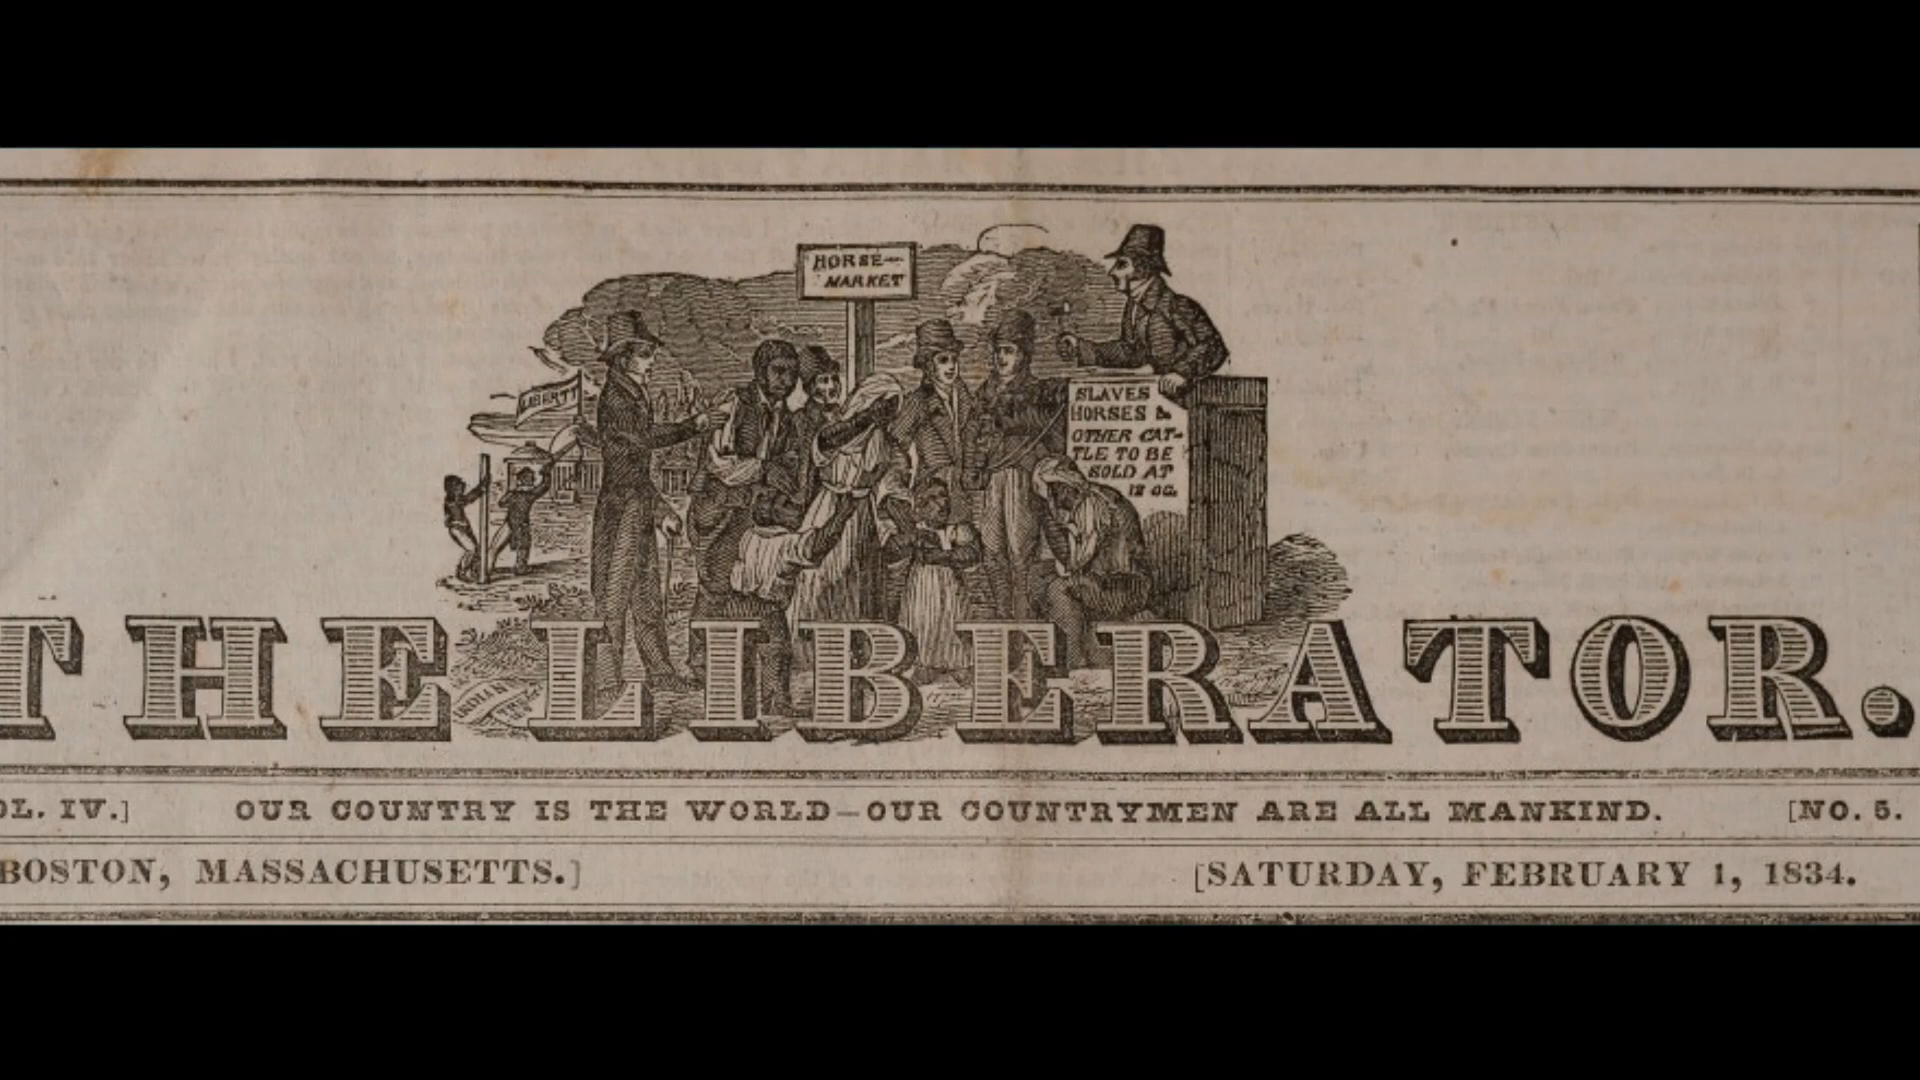 HORSE—
MARKET
LIBERTY
SLAVES
HORSES &
OTHER CAT-
TLE TO BE
SOLD AT
12 OC.
INDIAN
THE LIBERATOR.
OL. IV.]
OUR COUNTRY IS THE WORLD—OUR COUNTRYMEN ARE ALL MANKIND.
[NO. 5.
BOSTON, MASSACHUSETTS.]
[SATURDAY, FEBRUARY 1, 1834.